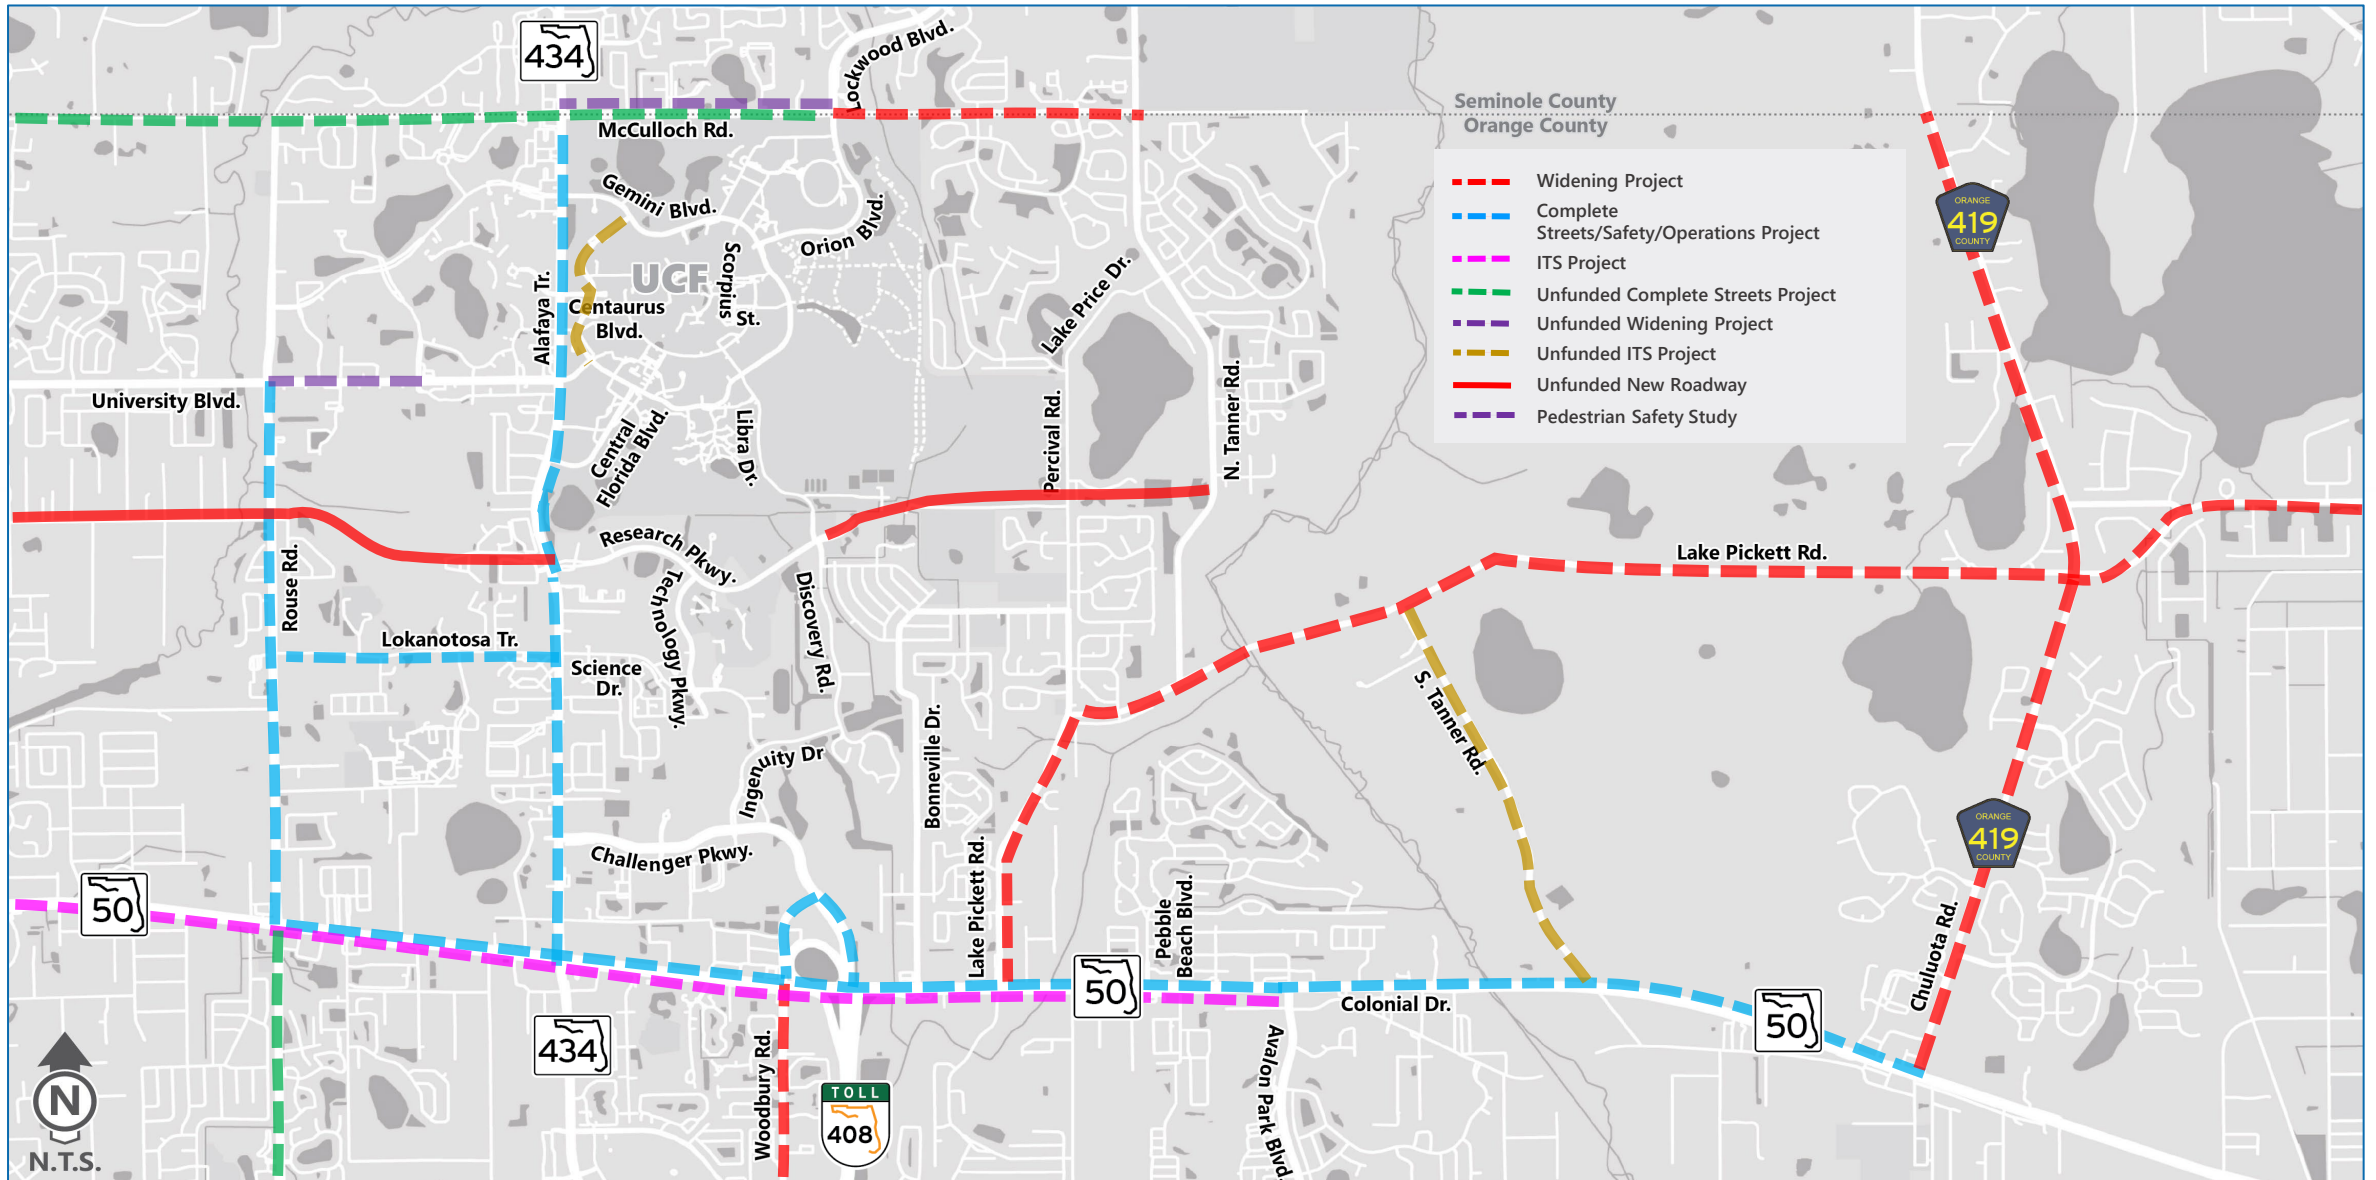 434
Lockwood Blvd.
Seminole County
Orange County
McCulloch Rd.
Widening Project
Complete
Streets/Safety/Operations Project
ITS Project
Unfunded Complete Streets Project
Unfunded Widening Project
Unfunded ITS Project
Unfunded New Roadway
Pedestrian Safety Study
ORANGE
419
COUNTY
Gemini Blvd.
Orion Blvd.
Scorpius
St.
UCF
Centaurus
Blvd.
Alafaya Tr.
Lake Price Dr.
University Blvd.
Central
Florida Blvd.
Libra Dr.
Percival Rd.
N. Tanner Rd.
Research Pkwy.
Lake Pickett Rd.
Rouse Rd.
Technology Pkwy.
Discovery Rd.
Lokanotosa Tr.
Science
Dr.
S. Tanner Rd.
Ingenuity Dr
Bonneville Dr.
Challenger Pkwy.
Lake Pickett Rd.
ORANGE
419
COUNTY
50
Pebble
Beach Blvd.
Chuluota Rd.
50
Colonial Dr.
50
434
Woodbury Rd.
TOLL
408
Avalon Park Blvd.
N
N.T.S.